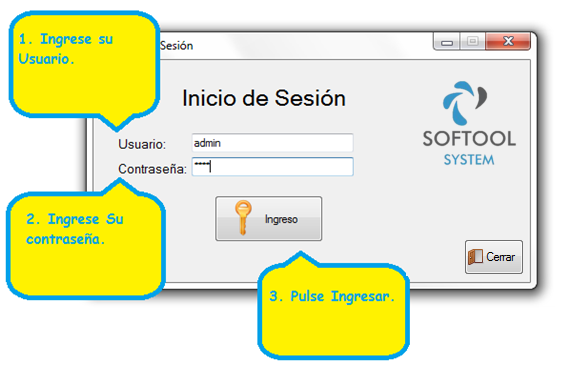 1. Ingrese su
Usuario.
Sesión
Inicio de Sesión
SOFTOOL
SYSTEM
Usuario:
admin
Contraseña:
****
2. Ingrese Su
contraseña.
Ingreso
Cerrar
3. Pulse Ingresar.